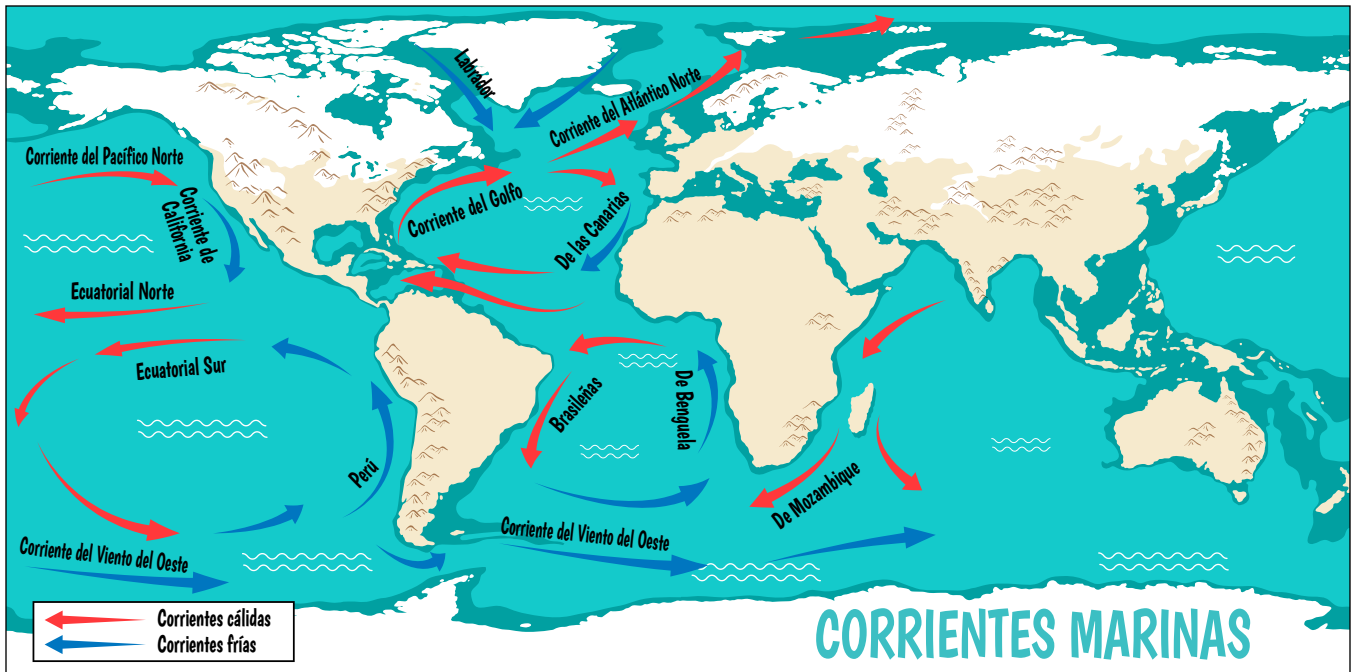 Labrador
Corriente del Atlántico Norte
Corriente del Pacífico Norte
Corriente de
California
Corriente del Golfo
De las Canarias
Ecuatorial Norte
Ecuatorial Sur
Brasileñas
De Benguela
Perú
De Mozambique
Corriente del Viento del Oeste
Corriente del Viento del Oeste
Corrientes cálidas
Corrientes frías
CORRIENTES MARINAS